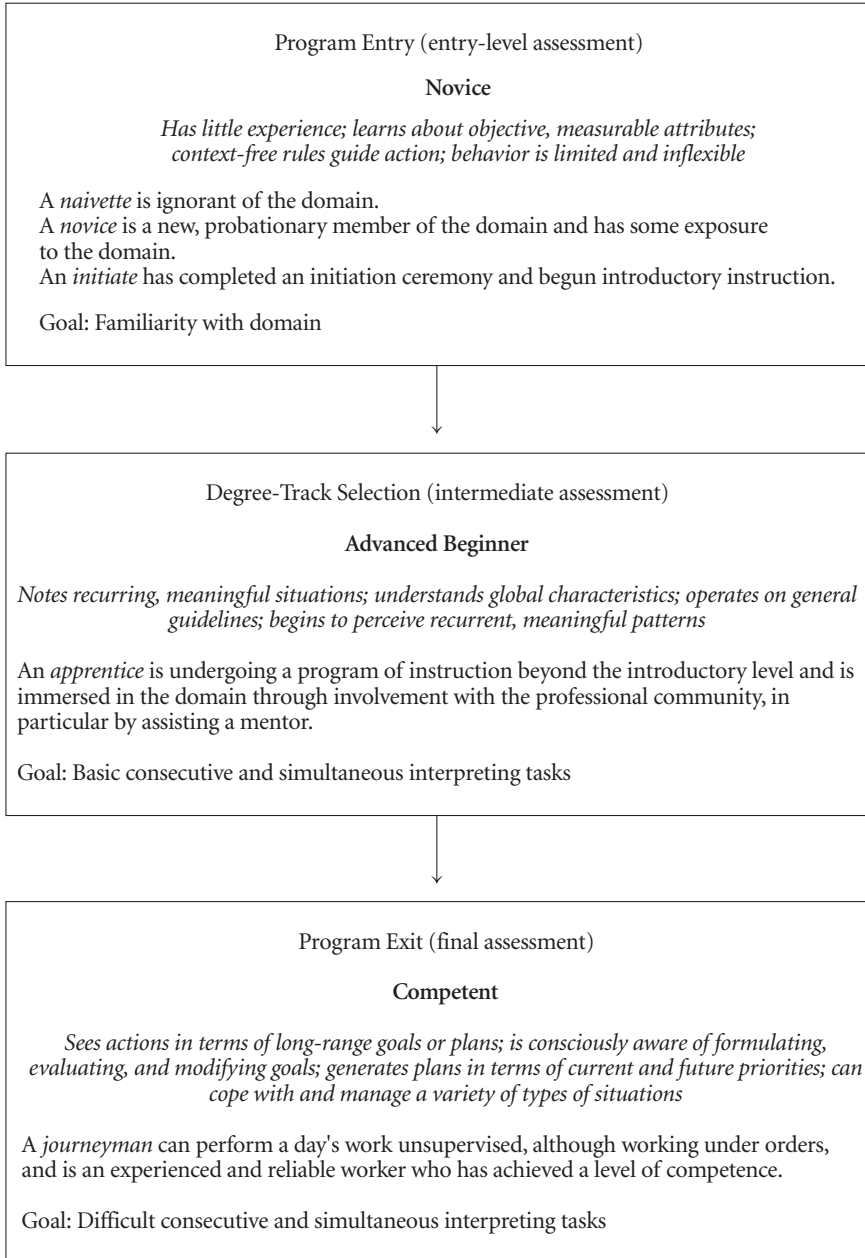 Program Entry (entry-level assessment)
Novice
Has little experience; learns about objective, measurable attributes;
context-free rules guide action; behavior is limited and inflexible
A naivette is ignorant of the domain.
A novice is a new, probationary member of the domain and has some exposure
to the domain.
An initiate has completed an initiation ceremony and begun introductory instruction.
Goal: Familiarity with domain
Degree-Track Selection (intermediate assessment)
Advanced Beginner
Notes recurring, meaningful situations; understands global characteristics; operates on general
guidelines; begins to perceive recurrent, meaningful patterns
An apprentice is undergoing a program of instruction beyond the introductory level and is
immersed in the domain through involvement with the professional community, in
particular by assisting a mentor.
Goal: Basic consecutive and simultaneous interpreting tasks
Program Exit (final assessment)
Competent
Sees actions in terms of long-range goals or plans; is consciously aware of formulating,
evaluating, and modifying goals; generates plans in terms of current and future priorities; can
cope with and manage a variety of types of situations
A journeyman can perform a day's work unsupervised, although working under orders,
and is an experienced and reliable worker who has achieved a level of competence.
Goal: Difficult consecutive and simultaneous interpreting tasks